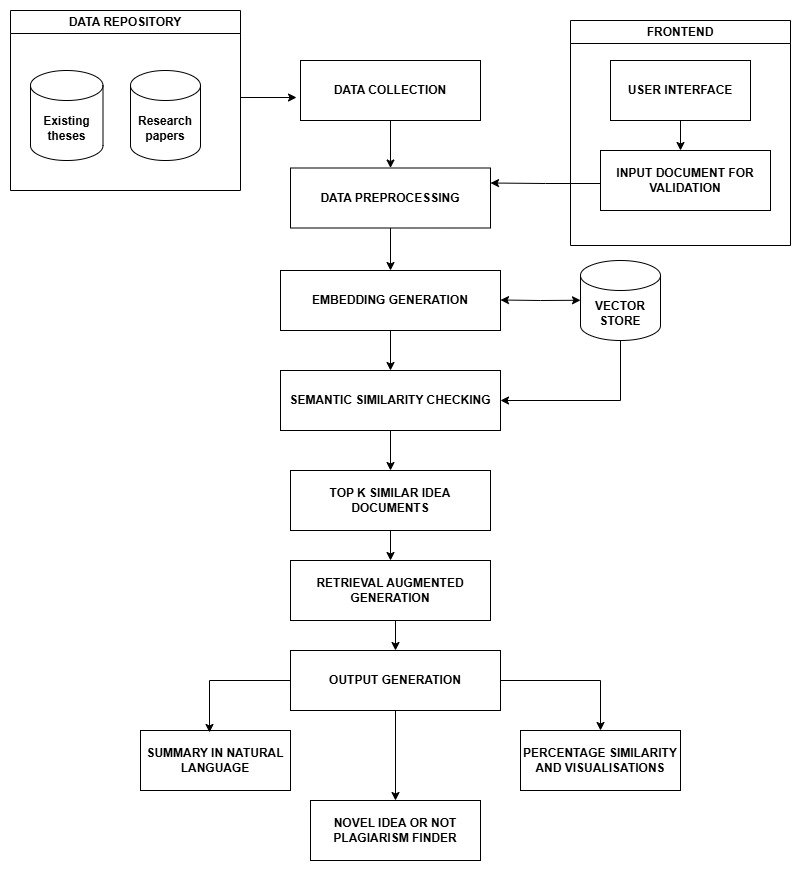 DATA REPOSITORY
Existing
theses
Research
papers
DATA COLLECTION
FRONTEND
USER INTERFACE
INPUT DOCUMENT FOR
VALIDATION
DATA PREPROCESSING
EMBEDDING GENERATION
VECTOR
STORE
SEMANTIC SIMILARITY CHECKING
TOP K SIMILAR IDEA
DOCUMENTS
RETRIEVAL AUGMENTED
GENERATION
OUTPUT GENERATION
SUMMARY IN NATURAL
LANGUAGE
PERCENTAGE SIMILARITY
AND VISUALISATIONS
NOVEL IDEA OR NOT
PLAGIARISM FINDER